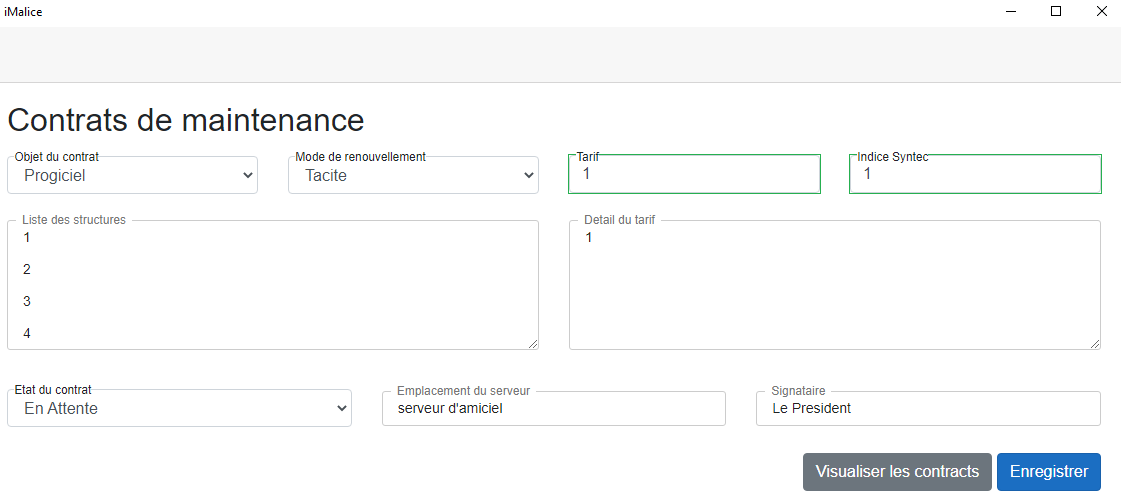 iMalice
Contrats de maintenance
Objet du contrat
Progiciel
Mode de renouvellement
Tacite
Tarif
1
Indice Syntec
1
Liste des structures
1
2
3
4
Detail du tarif
1
Etat du contrat
En Attente
Emplacement du serveur
serveur d'amiciel
Signataire
Le President
Visualiser les contracts
Enregistrer